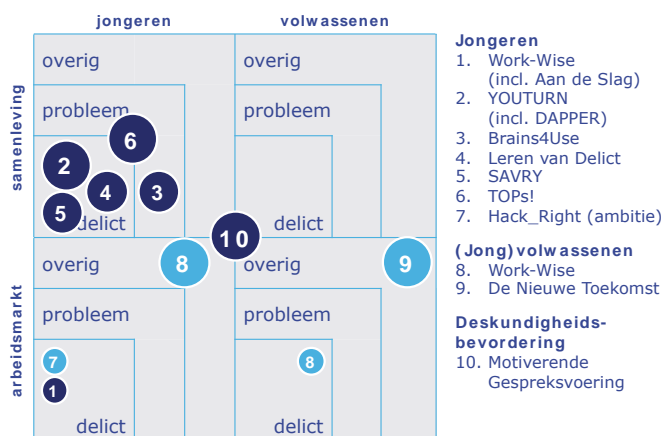 jongeren volwassenen
samenleving
overig
probleem
delict
6
2
4
3
5
overig
probleem
delict
10
arbeidsmarkt
overig
probleem
delict
8
7
1
overig
probleem
delict
9
8
Jongeren
1. Work-Wise
(incl. Aan de Slag)
2. YOUTURN
(incl. DAPPER)
3. Brains4Use
4. Leren van Delict
5. SAVRY
6. TOPs!
7. Hack_Right (ambitie)
(Jong)volwassenen
8. Work-Wise
9. De Nieuwe Toekomst
Deskundigheids-
bevordering
10. Motiverende
Gespreksvoering